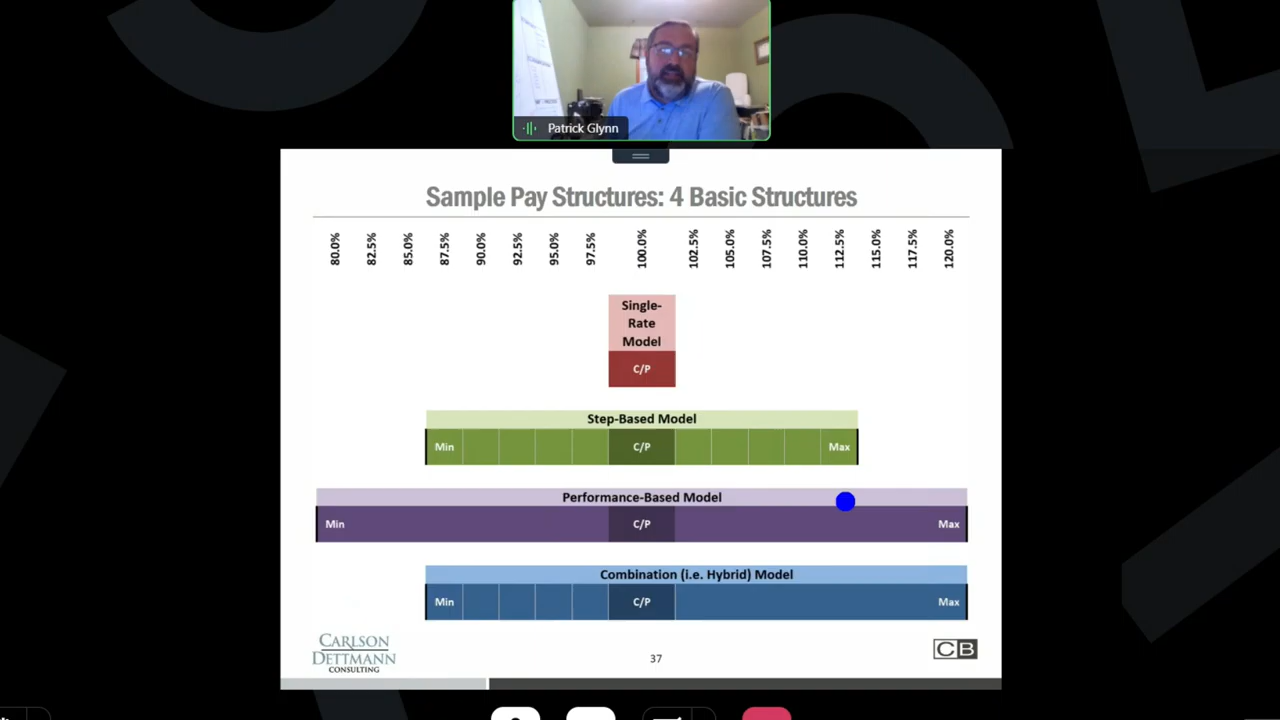 Patrick Glynn
Sample Pay Structures: 4 Basic Structures
80.0% 82.5% 85.0% 87.5% 90.0% 92.5% 95.0% 97.5% 100.0% 102.5% 105.0% 107.5% 110.0% 112.5% 115.0% 117.5% 120.0%
Single-
Rate
Model
C/P
Step-Based Model
Min C/P Max
Performance-Based Model
Min C/P Max
Combination (i.e. Hybrid) Model
Min C/P Max
CARLSON
DETTMANN
CONSULTING
37
CB